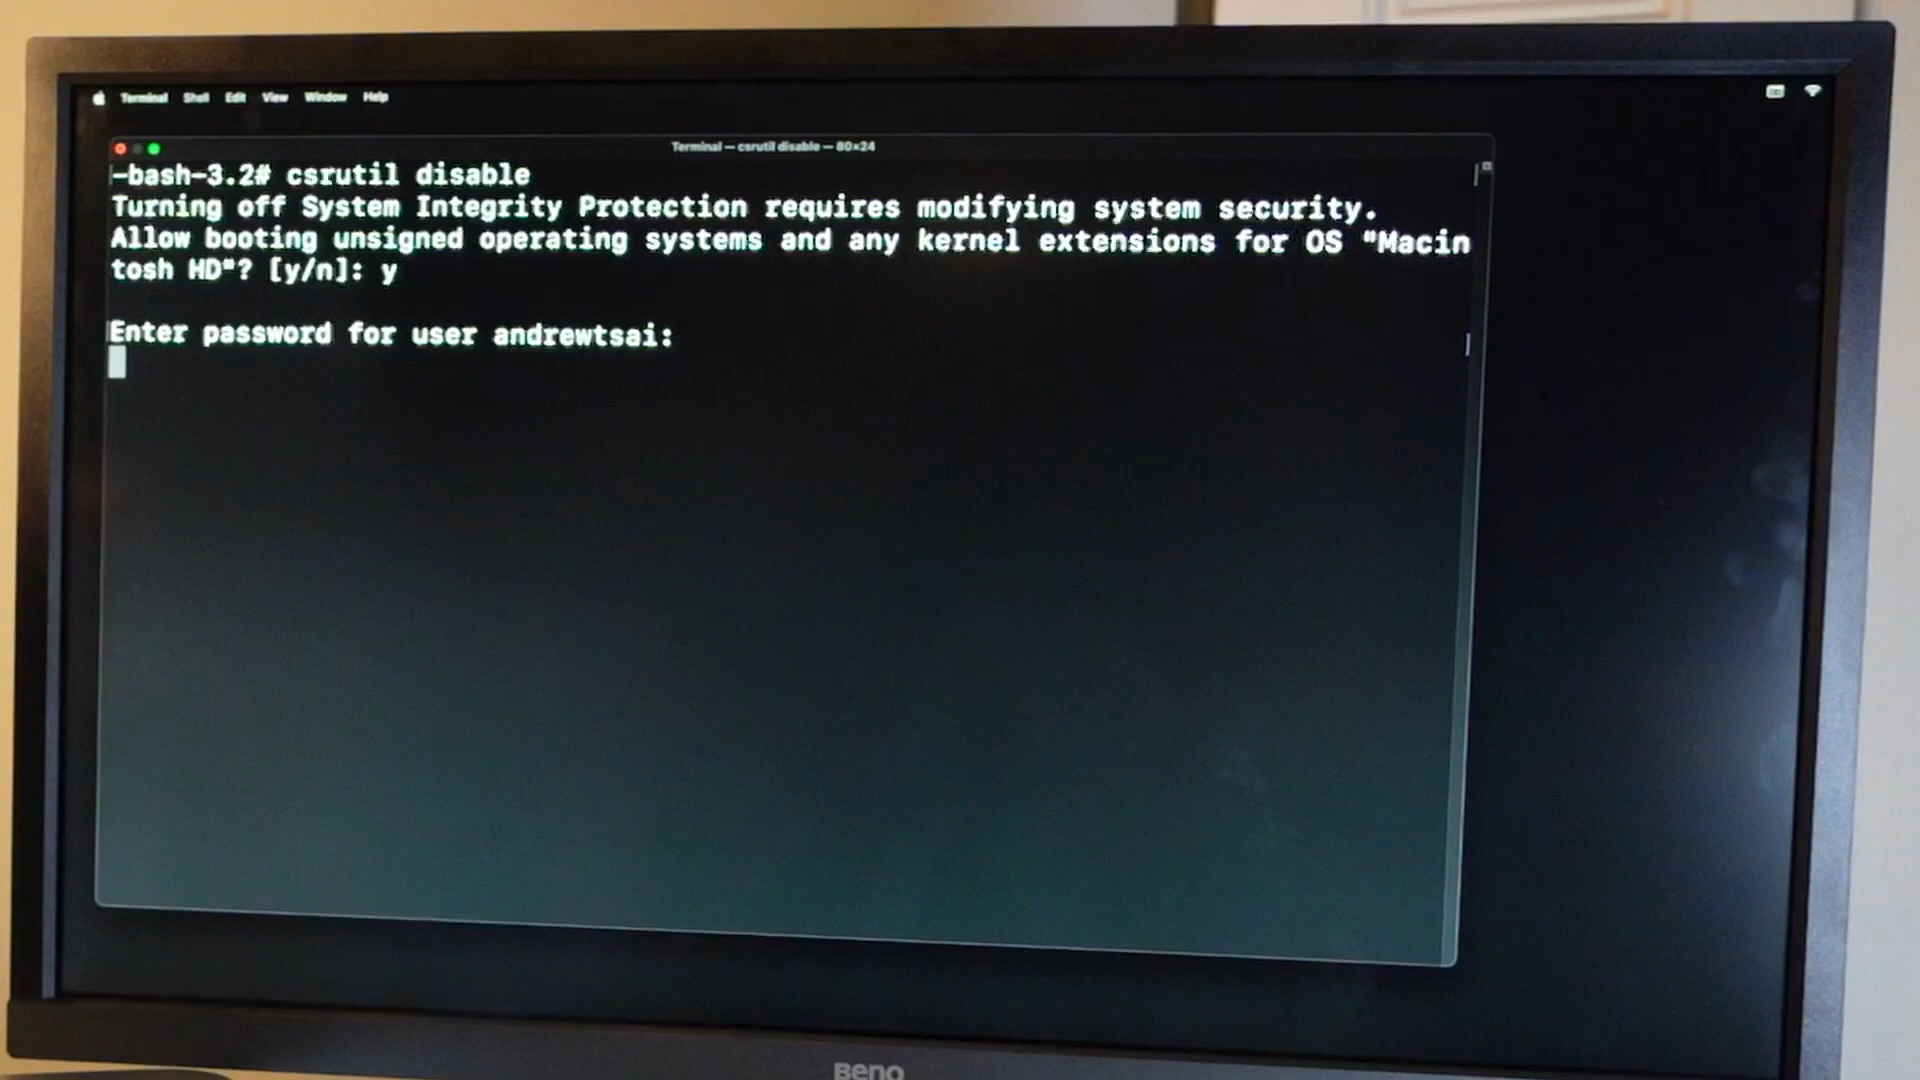 Terminal Shell Edit View Window Help
Terminal — csrutil disable — 80×24
-bash-3.2# csrutil disable
Turning off System Integrity Protection requires modifying system security.
Allow booting unsigned operating systems and any kernel extensions for OS "Macin
tosh HD"? [y/n]: y
Enter password for user andrewtsai:
BenQ